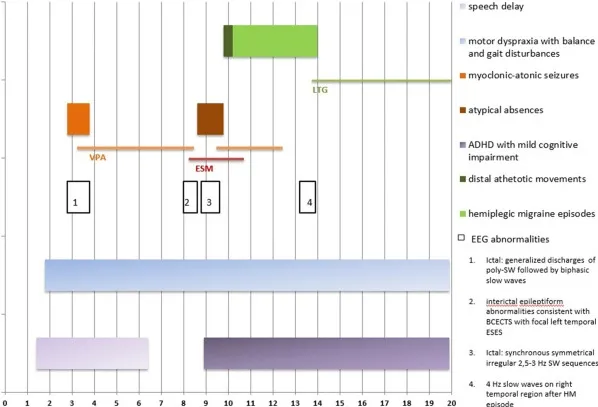 speech delay
motor dyspraxia with balance
and gait disturbances
myoclonic-atonic seizures
atypical absences
ADHD with mild cognitive
impairment
distal athetotic movements
hemiplegic migraine episodes
EEG abnormalities
1. Ictal: generalized discharges of
poly-SW followed by biphasic
slow waves
2. interictal epileptiform
abnormalities consistent with
BCECTS with focal left temporal
ESES
3. Ictal: synchronous symmetrical
irregular 2,5-3 Hz SW sequences
4. 4 Hz slow waves on right
temporal region after HM
episode
LTG
VPA
ESM
1 2 3 4
0 1 2 3 4 5 6 7 8 9 10 11 12 13 14 15 16 17 18 19 20